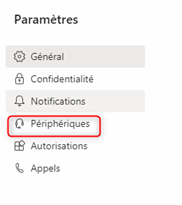 Paramètres
Général
Confidentialité
Notifications
Périphériques
Autorisations
Appels